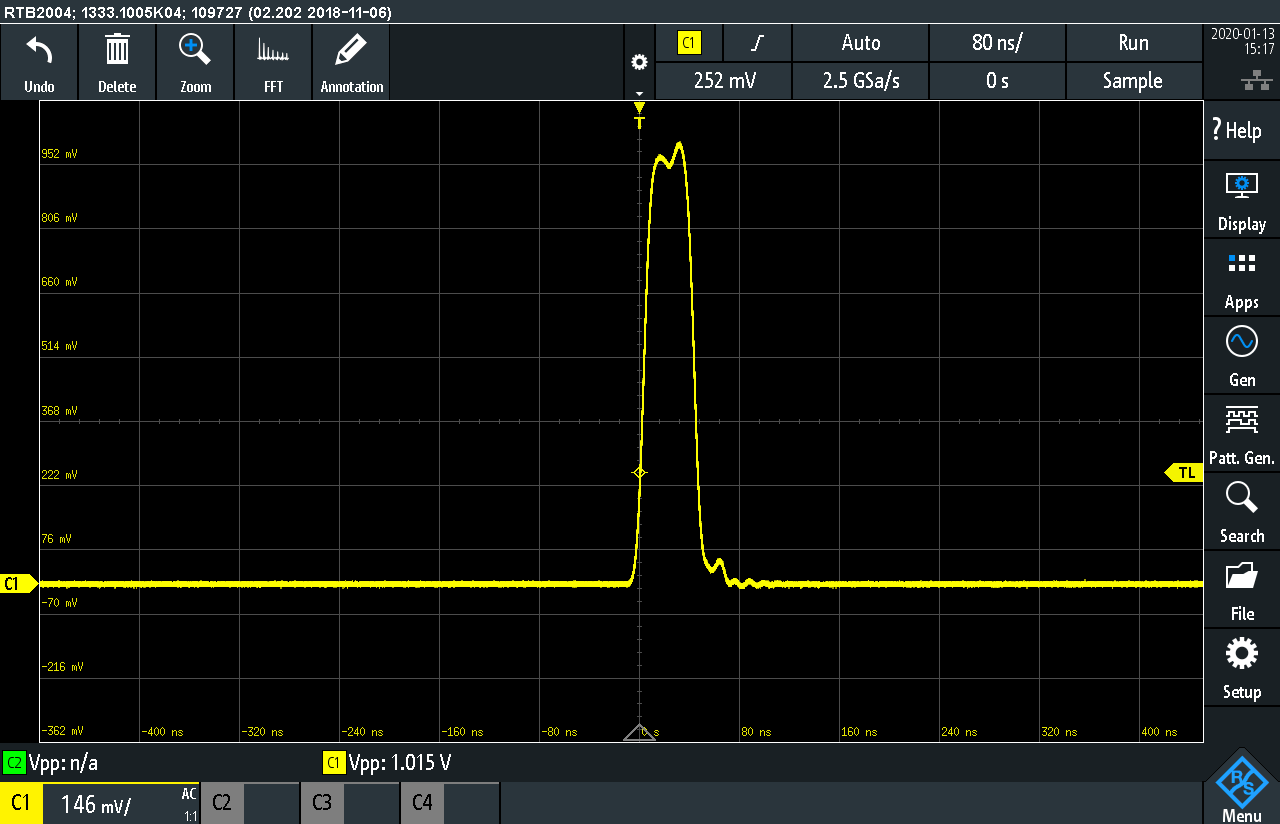 RTB2004; 1333.1005K04; 109727 (02.202 2018-11-06)
Undo
Delete
Zoom
FFT
Annotation
C1
Auto
80 ns/
Run
2020-01-13
15:17
252 mV
2.5 GSa/s
0 s
Sample
T
952 mV
806 mV
660 mV
514 mV
368 mV
222 mV
76 mV
-70 mV
-216 mV
-362 mV
C1
TL
-400 ns
-320 ns
-240 ns
-160 ns
-80 ns
0 s
80 ns
160 ns
240 ns
320 ns
400 ns
? Help
Display
Apps
Gen
Patt. Gen.
Search
File
Setup
R&S
Menu
C2 Vpp: n/a
C1 Vpp: 1.015 V
C1
146 mV/
AC
1:1
C2
C3
C4